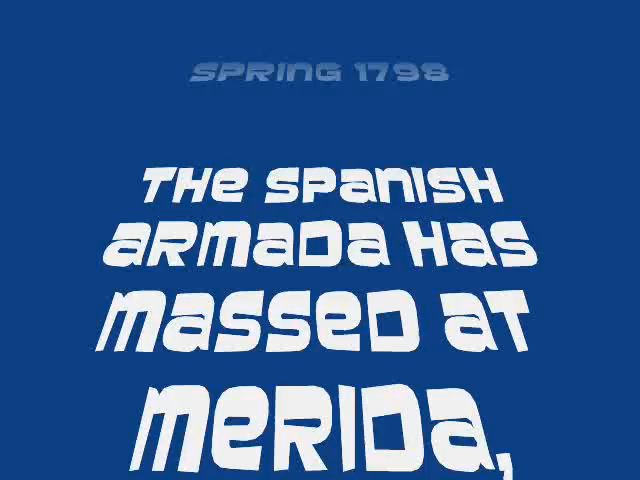 SPRING 1798
THE SPANISH
ARMADA HAS
MASSED AT
MERIDA,